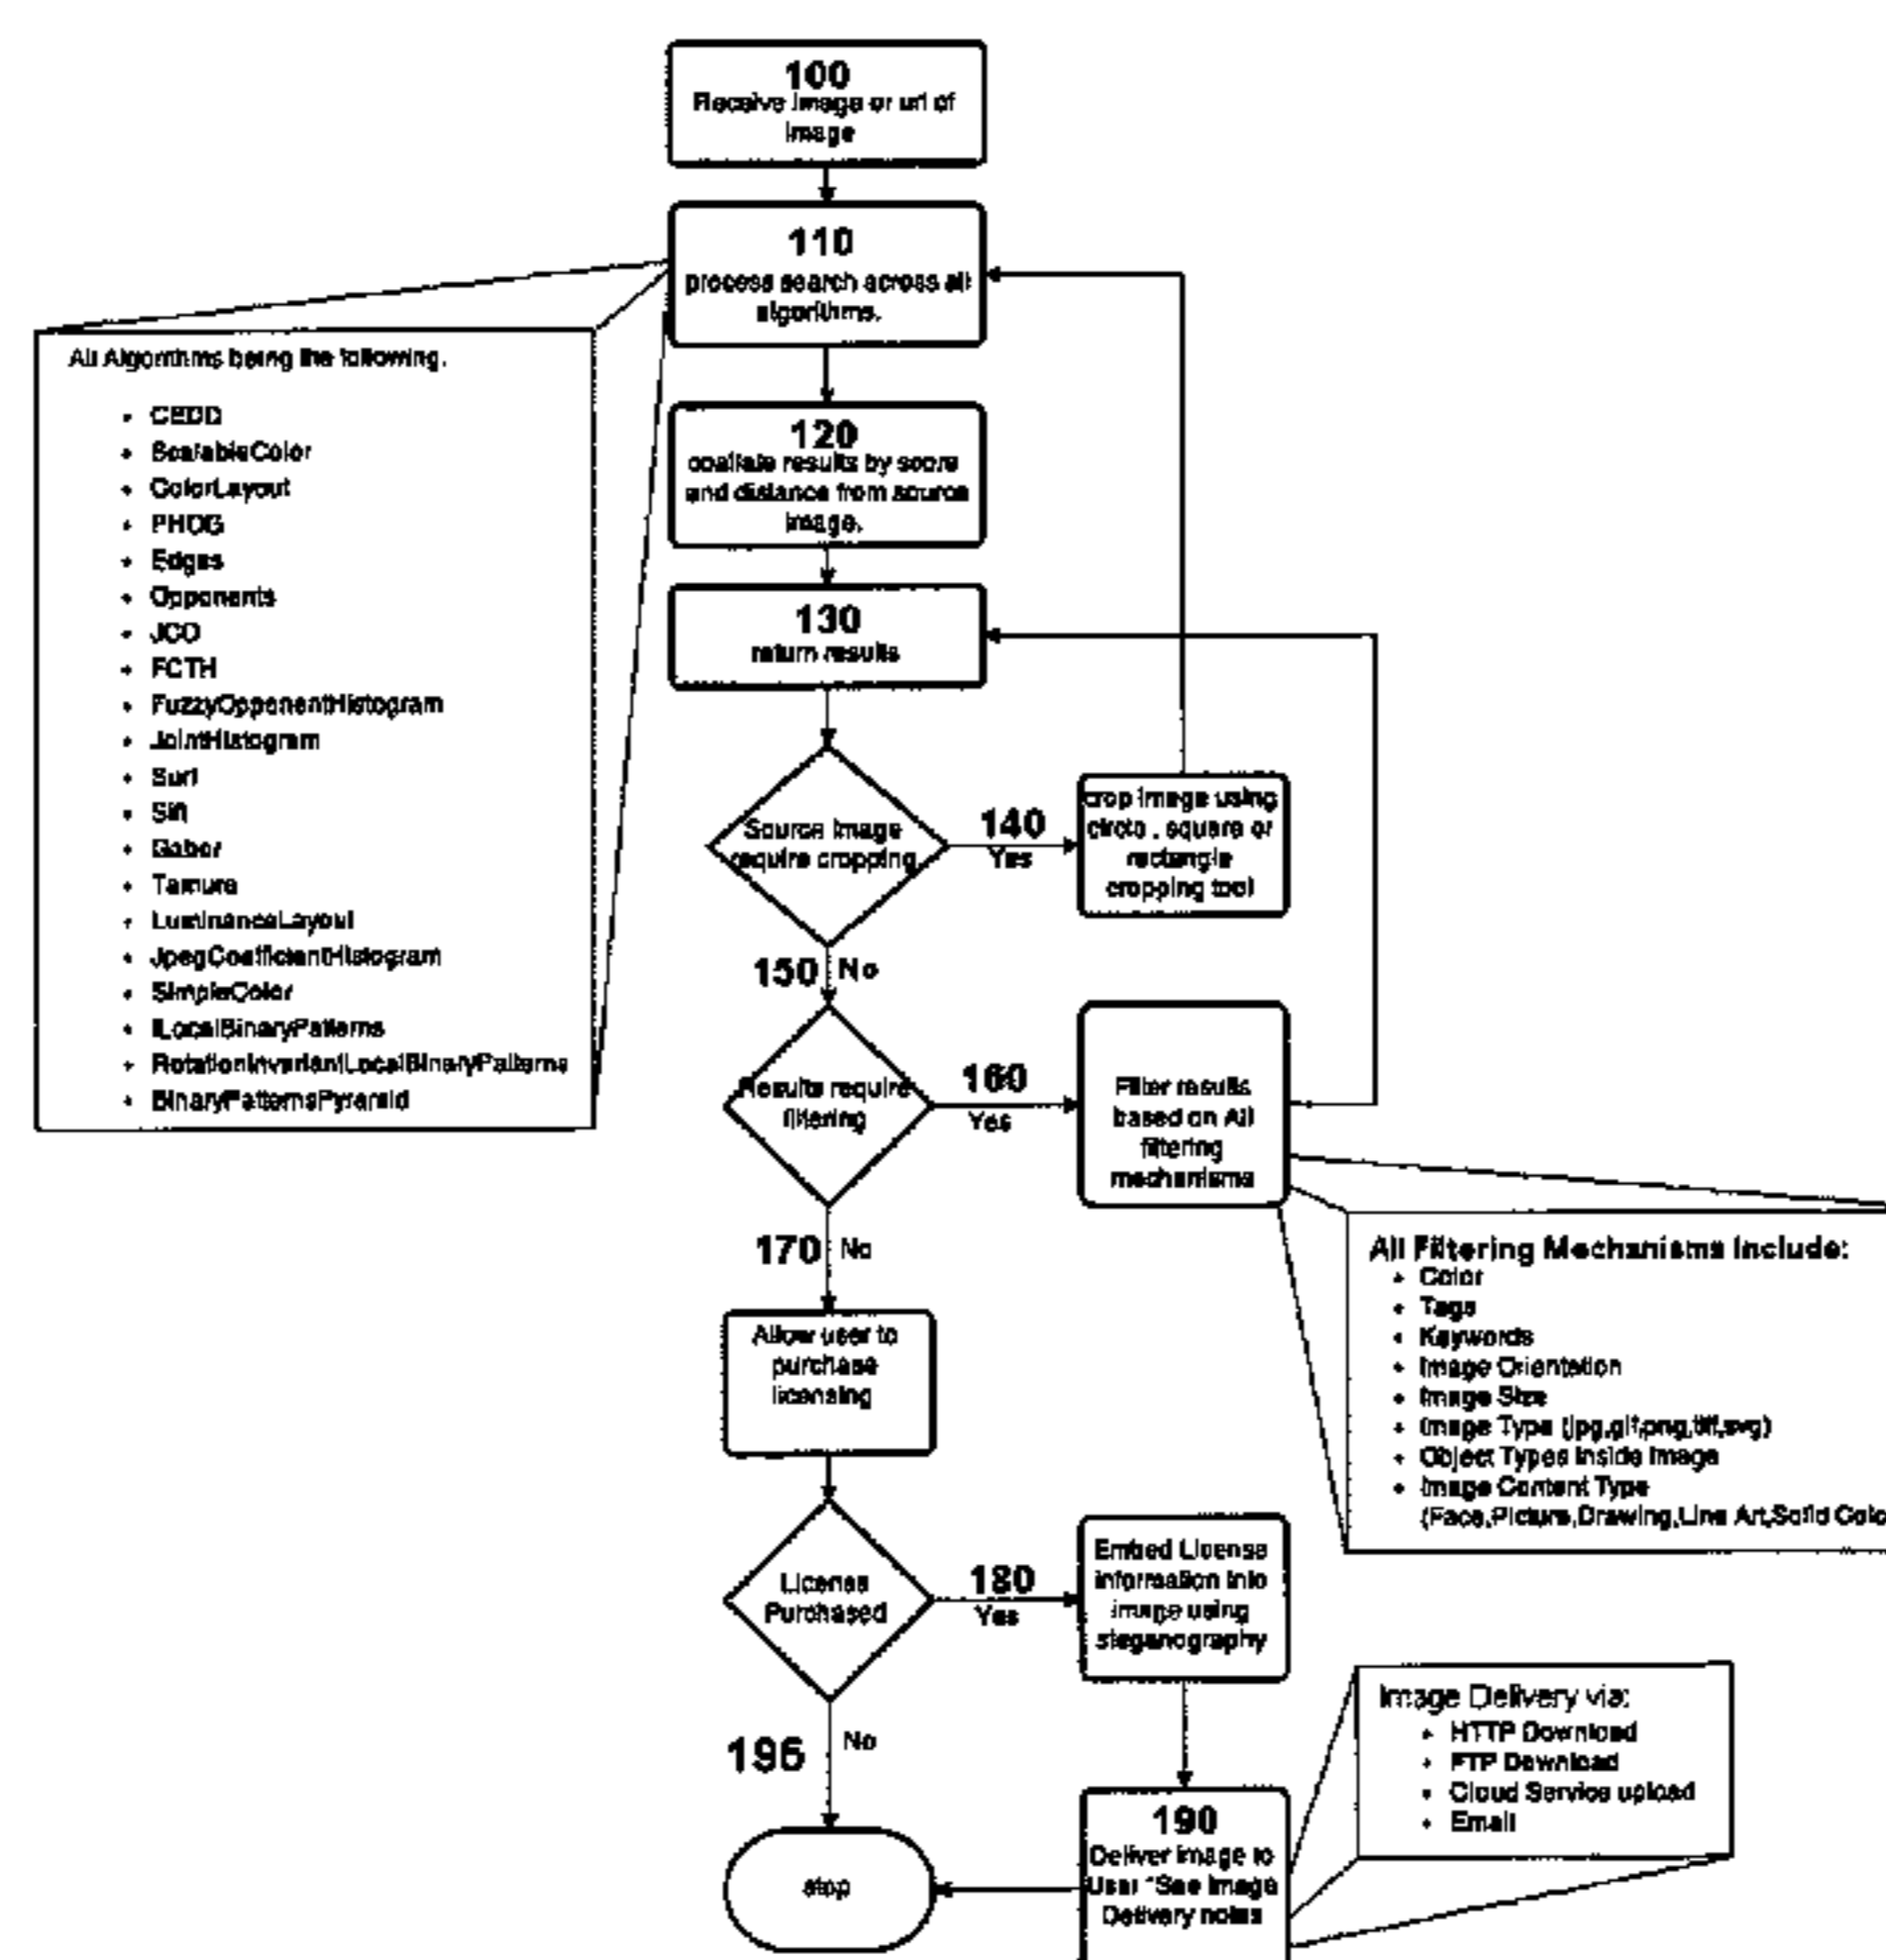 100
Receive image or url of
image
110
process search across all
algorithms.
All Algorithms being the following.
• CEDD
• ScalableColor
• ColorLayout
• PHOG
• Edges
• Opponents
• JCD
• FCTH
• FuzzyOpponentHistogram
• JointHistogram
• Surf
• Sift
• Gabor
• Tamura
• LuminanceLayout
• JpegCoefficientHistogram
• SimpleColor
• LocalBinaryPatterns
• RotationInvariantLocalBinaryPatterns
• BinaryPatternsPyramid
120
results by score
and distance from source
image.
130
return results
Source image
require cropping
140
Yes
crop image using
circle , square or
rectangle
cropping tool
150 No
Results require
filtering
160
Yes
Filter results
based on All
filtering
mechanisms
All Filtering Mechanisms Include:
• Color
• Tags
• Keywords
• Image Orientation
• Image Size
• Image Type (jpg,gif,png,tiff,svg)
• Object Types Inside Image
• Image Content Type
(Face,Picture,Drawing,Line Art,Solid Colo
170 No
Allow user to
purchase
licensing
License
Purchased
180
Yes
Embed License
information into
image using
steganography
196 No
stop
190
Deliver image to
User *See Image
Delivery notes
Image Delivery via:
• HTTP Download
• FTP Download
• Cloud Service upload
• Email